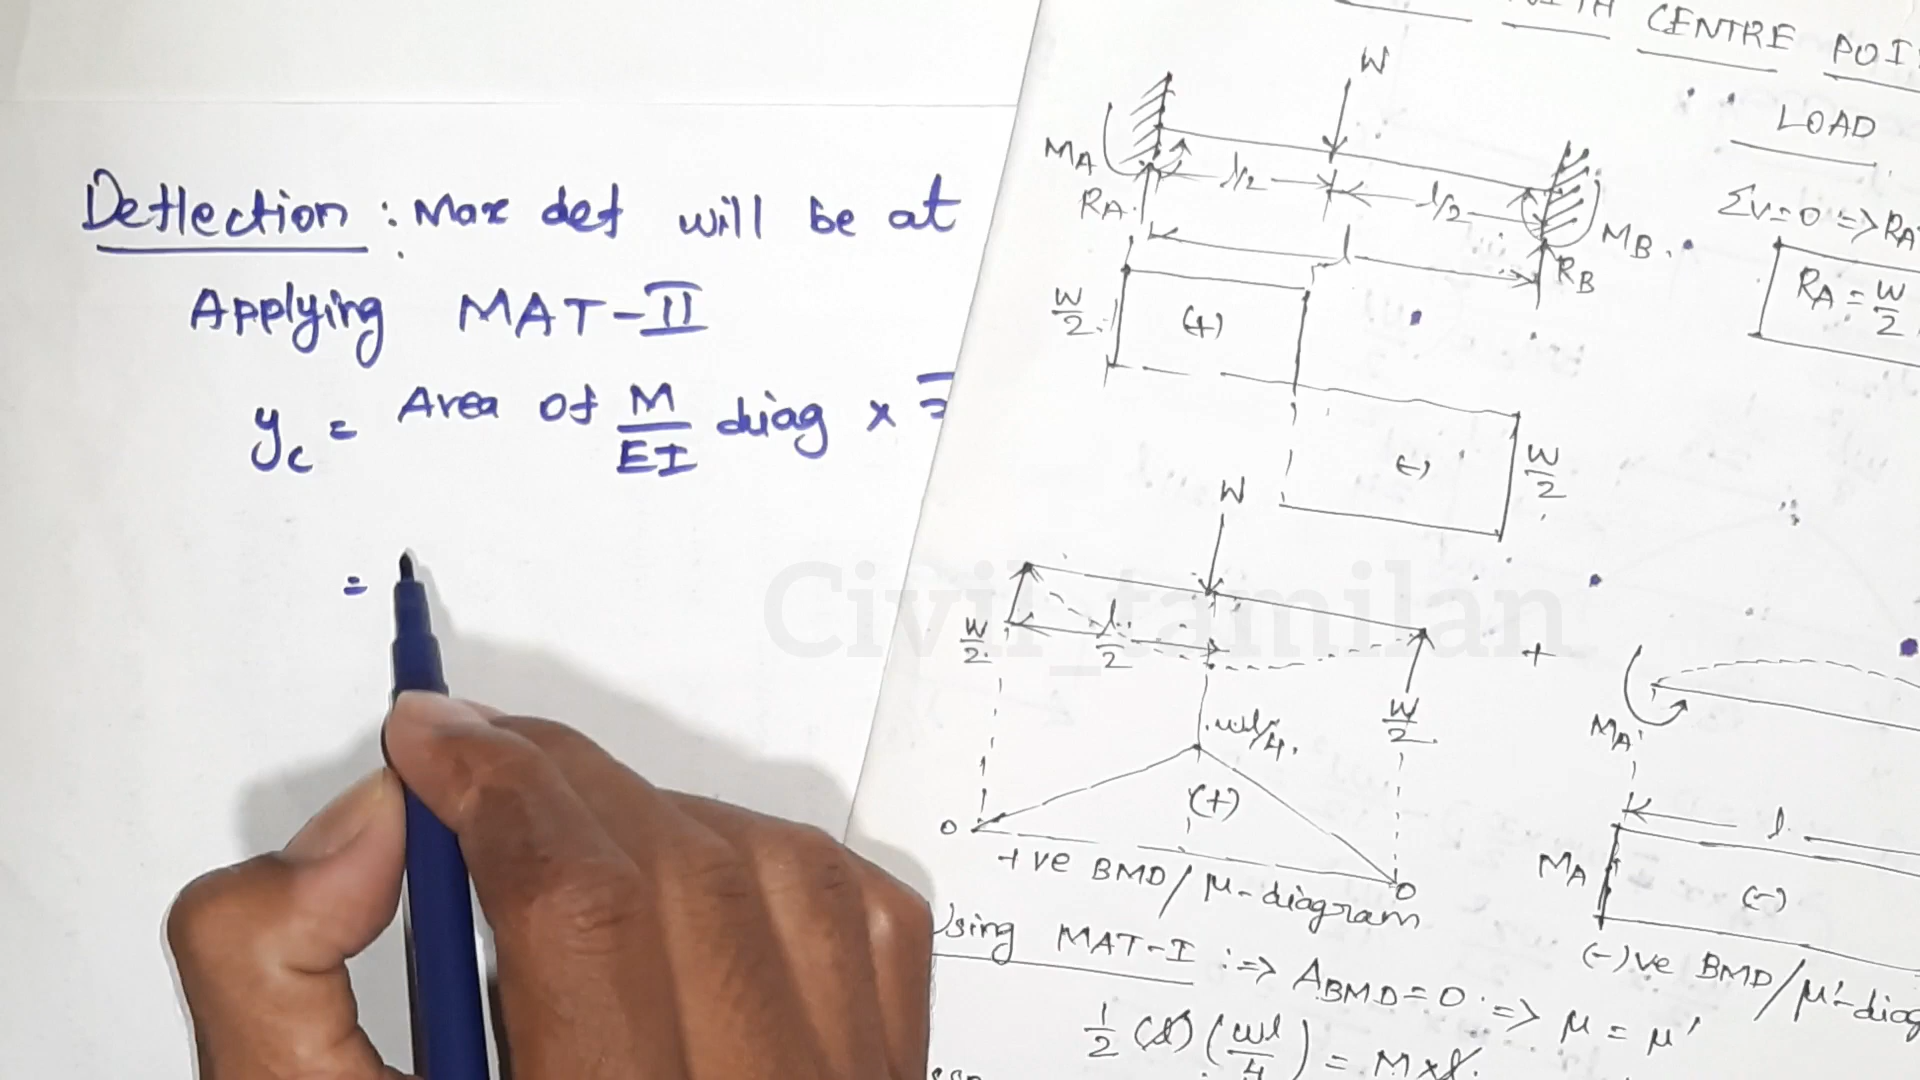 Deflection : Max def will be at
Applying MAT-II
yc = Area of M/EI diag x
=
CENTRE
LOAD
W
MA
RA
l/2
l/2
l
MB
RB
Σv=0 => RA
RA = W/2
W/2
(+)
(-)
W/2
W
W/2
l/2
W/2
+
wl/4
(+)
0
0
+ve BMD/μ-diagram
MA
l
MA
(-)
(-)ve BMD/μ'-diag
Using MAT-I :=> ABMD=0 => μ = μ'
1/2 (l) (wl/4) = M x l
Civil_tamilan